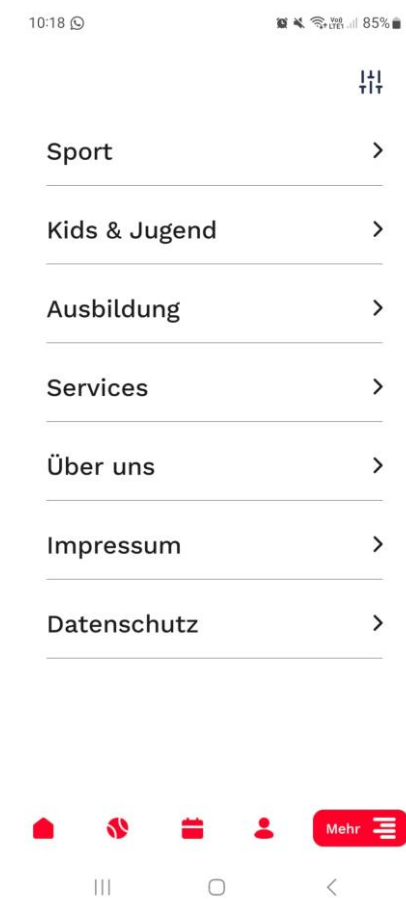 10:18
85%
Sport
Kids & Jugend
Ausbildung
Services
Über uns
Impressum
Datenschutz
Mehr